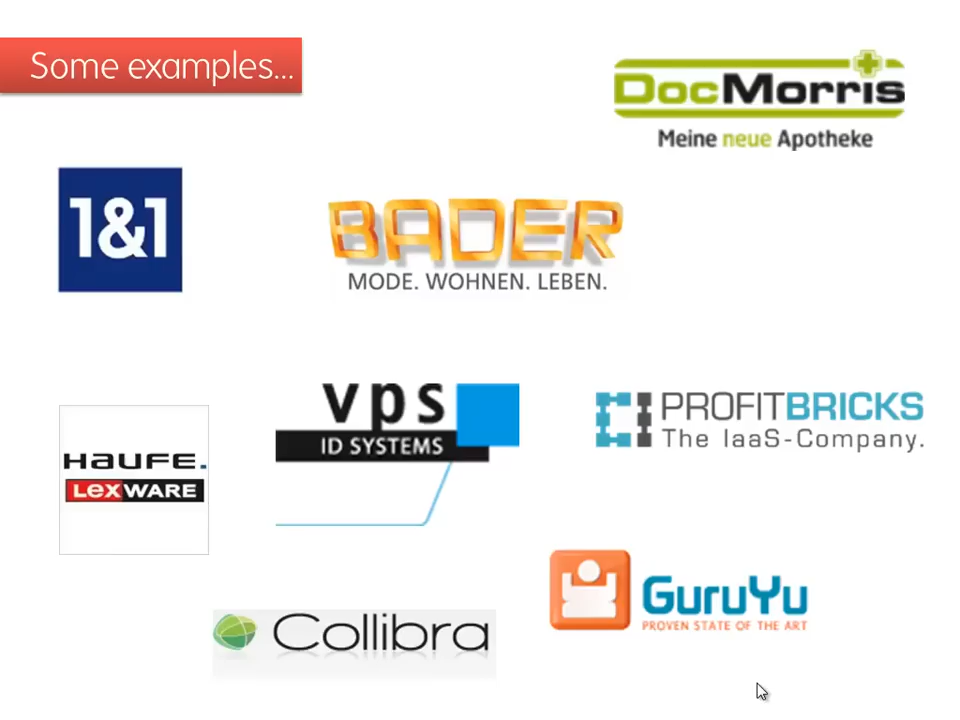 Some examples...
DocMorris
Meine neue Apotheke
1&1
BADER
MODE. WOHNEN. LEBEN.
vps
ID SYSTEMS
PROFITBRICKS
The IaaS-Company.
HAUFE.
LEXWARE
GuruYu
PROVEN STATE OF THE ART
Collibra